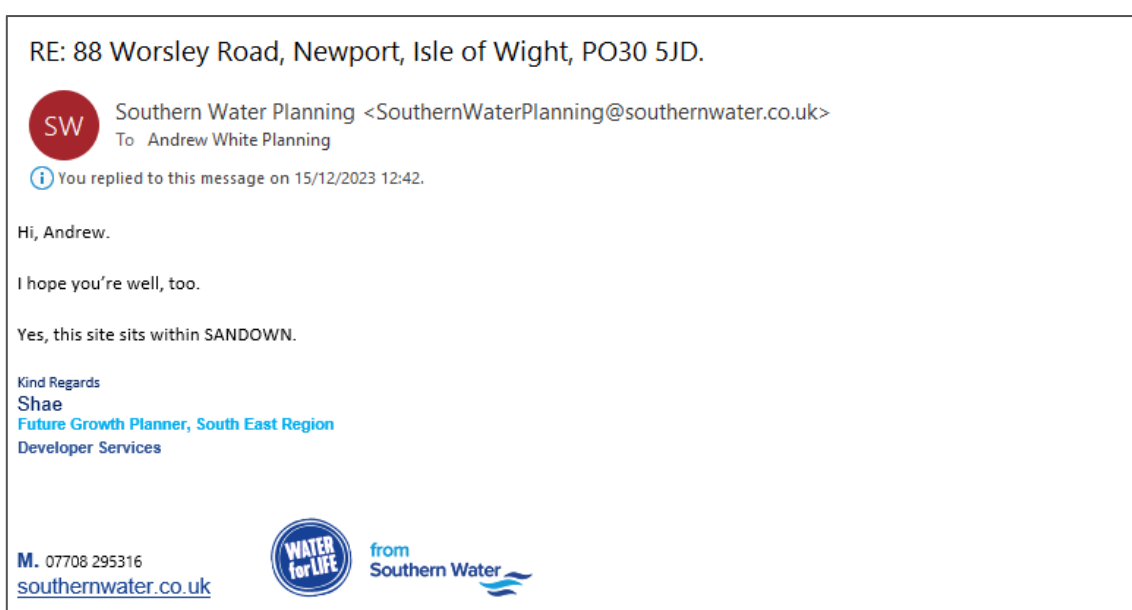 RE: 88 Worsley Road, Newport, Isle of Wight, PO30 5JD.
SW
Southern Water Planning <SouthernWaterPlanning@southernwater.co.uk>
To Andrew White Planning
i You replied to this message on 15/12/2023 12:42.
Hi, Andrew.
I hope you're well, too.
Yes, this site sits within SANDOWN.
Kind Regards
Shae
Future Growth Planner, South East Region
Developer Services
M. 07708 295316
southernwater.co.uk
WATER
for LIFE
from
Southern Water